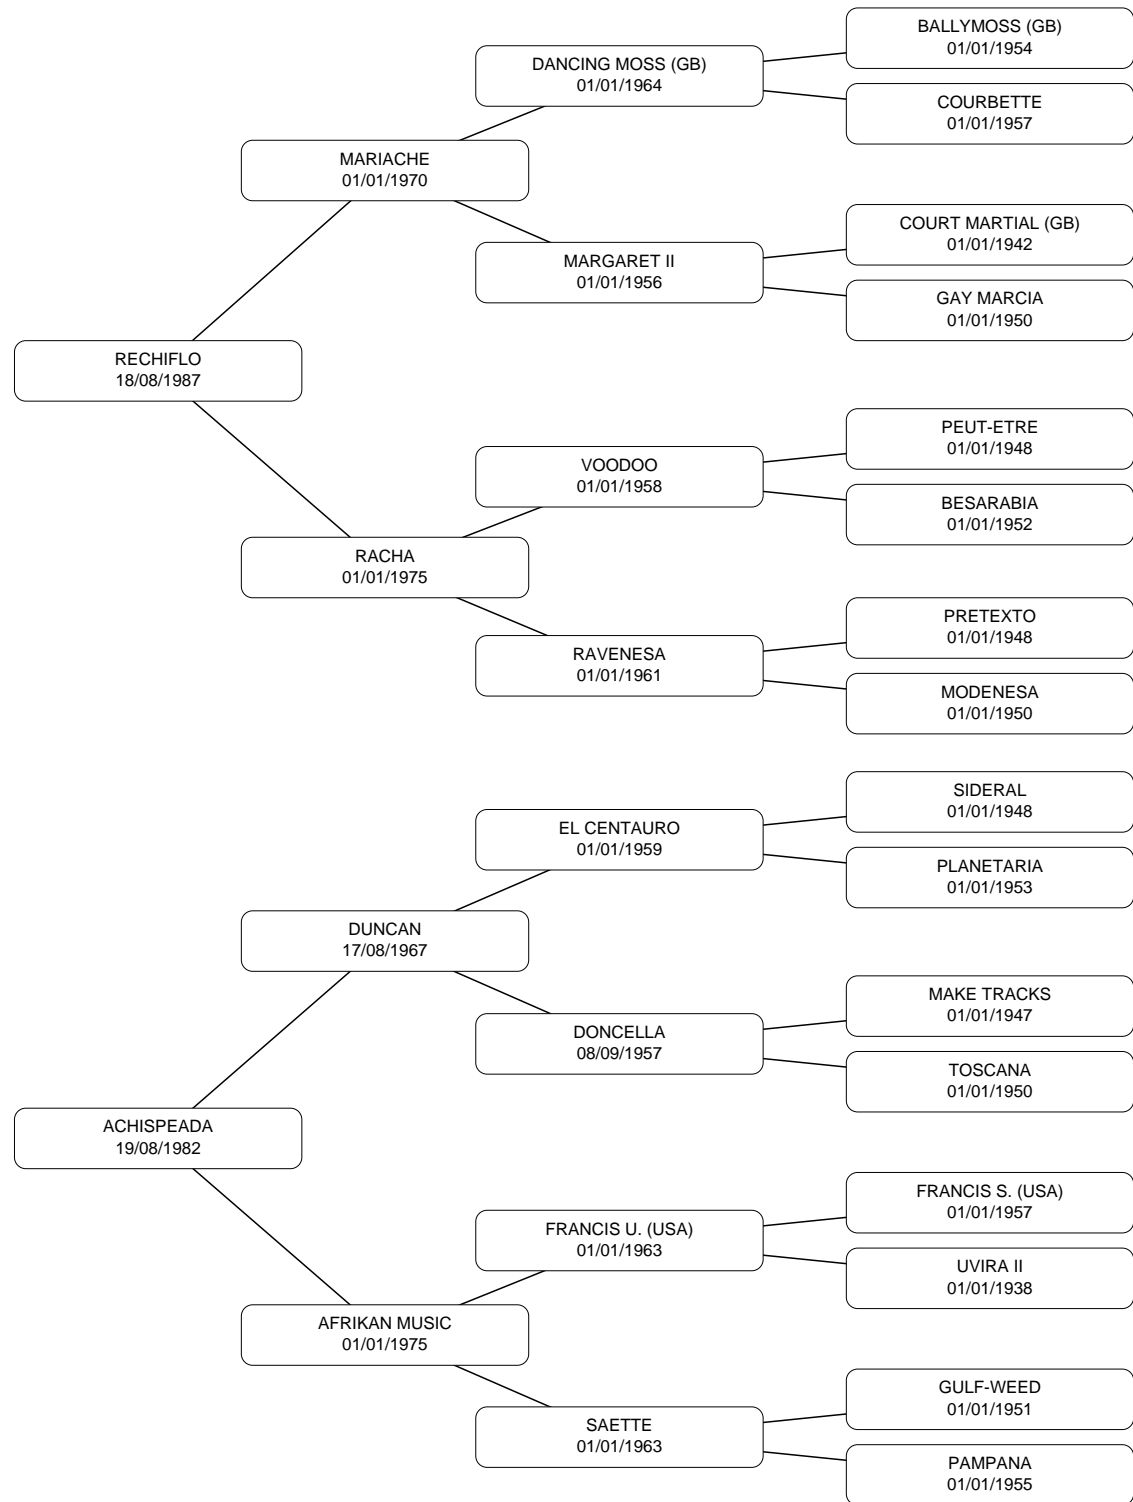 BALLYMOSS (GB)
01/01/1954
DANCING MOSS (GB)
01/01/1964
COURBETTE
01/01/1957
MARIACHE
01/01/1970
COURT MARTIAL (GB)
01/01/1942
MARGARET II
01/01/1956
GAY MARCIA
01/01/1950
RECHIFLO
18/08/1987
PEUT-ETRE
01/01/1948
VOODOO
01/01/1958
BESARABIA
01/01/1952
RACHA
01/01/1975
PRETEXTO
01/01/1948
RAVENESA
01/01/1961
MODENESA
01/01/1950
SIDERAL
01/01/1948
EL CENTAURO
01/01/1959
PLANETARIA
01/01/1953
DUNCAN
17/08/1967
MAKE TRACKS
01/01/1947
DONCELLA
08/09/1957
TOSCANA
01/01/1950
ACHISPEADA
19/08/1982
FRANCIS S. (USA)
01/01/1957
FRANCIS U. (USA)
01/01/1963
UVIRA II
01/01/1938
AFRIKAN MUSIC
01/01/1975
GULF-WEED
01/01/1951
SAETTE
01/01/1963
PAMPANA
01/01/1955